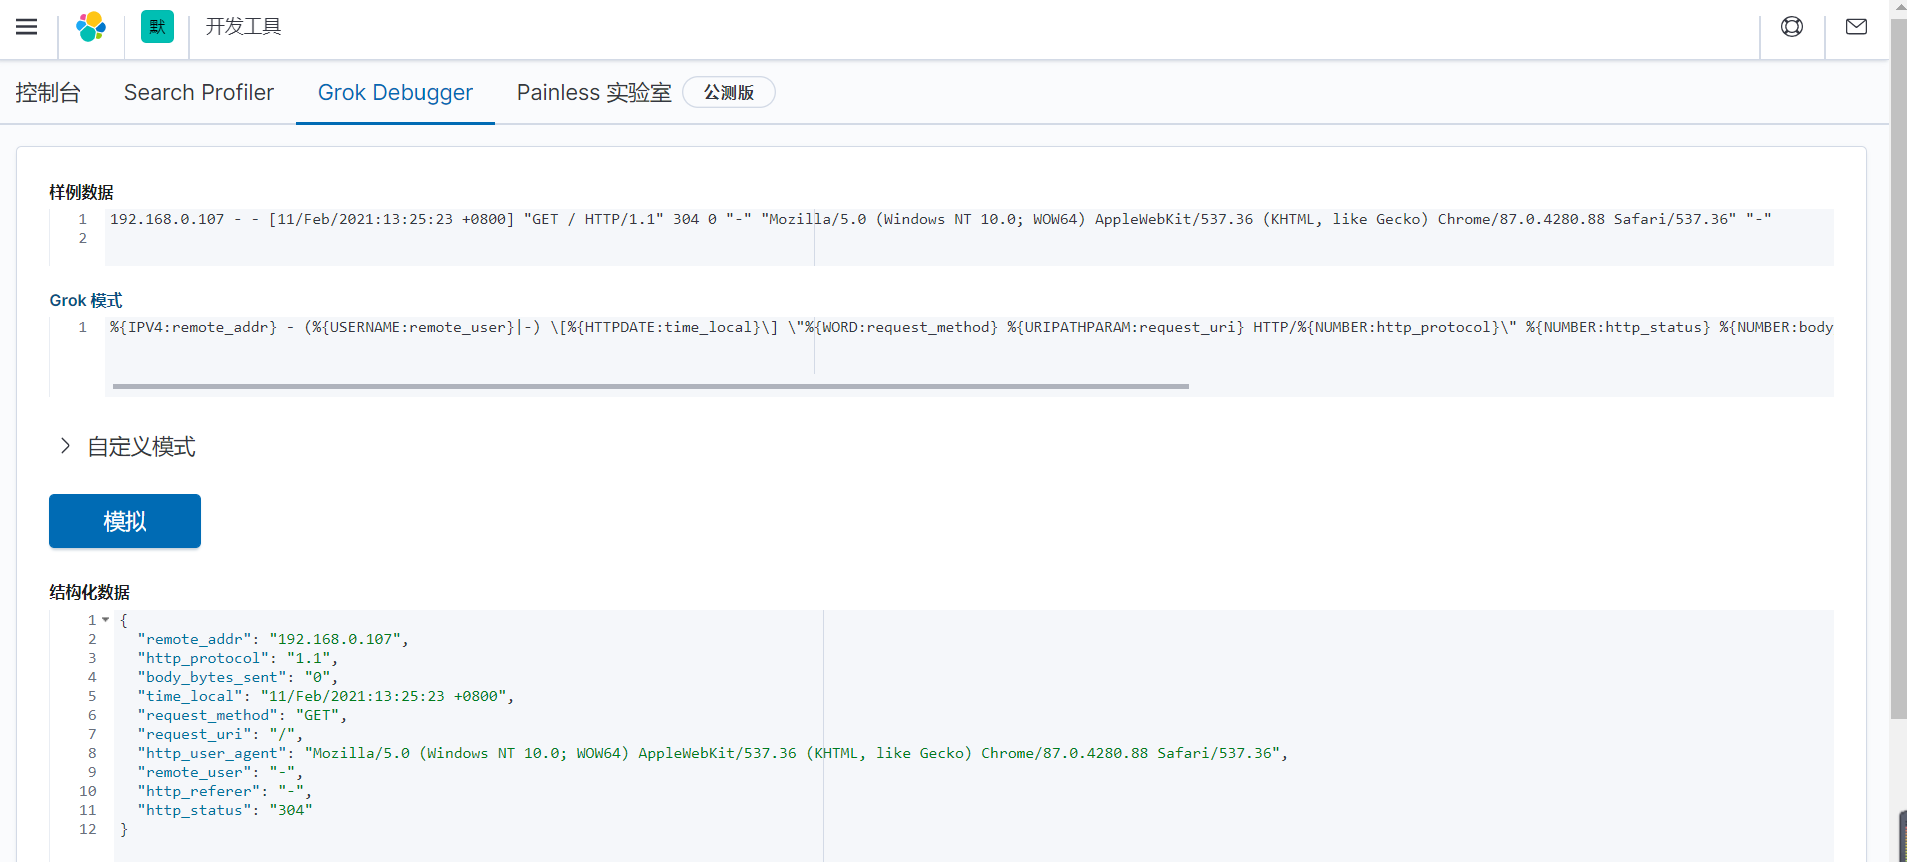 默 开发工具
控制台 Search Profiler Grok Debugger Painless 实验室 公测版
样例数据
1 192.168.0.107 - - [11/Feb/2021:13:25:23 +0800] "GET / HTTP/1.1" 304 0 "-" "Mozilla/5.0 (Windows NT 10.0; WOW64) AppleWebKit/537.36 (KHTML, like Gecko) Chrome/87.0.4280.88 Safari/537.36" "-"
2
Grok 模式
1 %{IPV4:remote_addr} - (%{USERNAME:remote_user}|-) \[%{HTTPDATE:time_local}\] \"%{WORD:request_method} %{URIPATHPARAM:request_uri} HTTP/%{NUMBER:http_protocol}\" %{NUMBER:http_status} %{NUMBER:body
自定义模式
模拟
结构化数据
1 {
2 "remote_addr": "192.168.0.107",
3 "http_protocol": "1.1",
4 "body_bytes_sent": "0",
5 "time_local": "11/Feb/2021:13:25:23 +0800",
6 "request_method": "GET",
7 "request_uri": "/",
8 "http_user_agent": "Mozilla/5.0 (Windows NT 10.0; WOW64) AppleWebKit/537.36 (KHTML, like Gecko) Chrome/87.0.4280.88 Safari/537.36",
9 "remote_user": "-",
10 "http_referer": "-",
11 "http_status": "304"
12 }